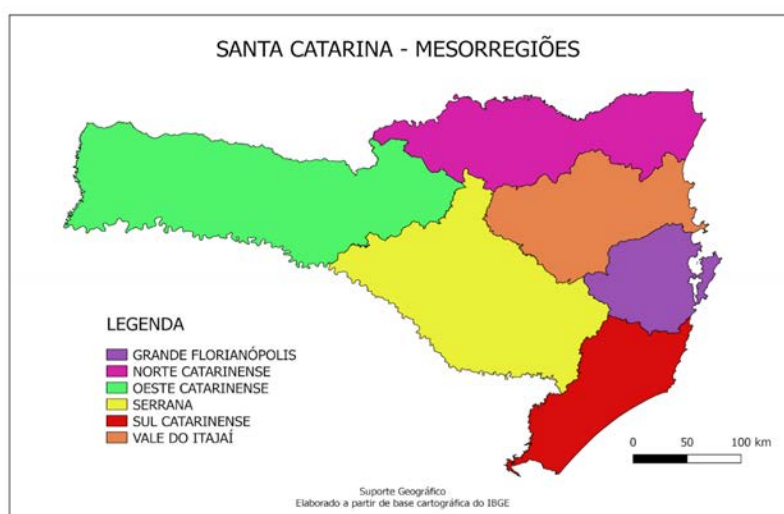 SANTA CATARINA - MESORREGIÕES
LEGENDA
GRANDE FLORIANÓPOLIS
NORTE CATARINENSE
OESTE CATARINENSE
SERRANA
SUL CATARINENSE
VALE DO ITAJAÍ
0 50 100 km
Suporte Geográfico
Elaborado a partir de base cartográfica do IBGE